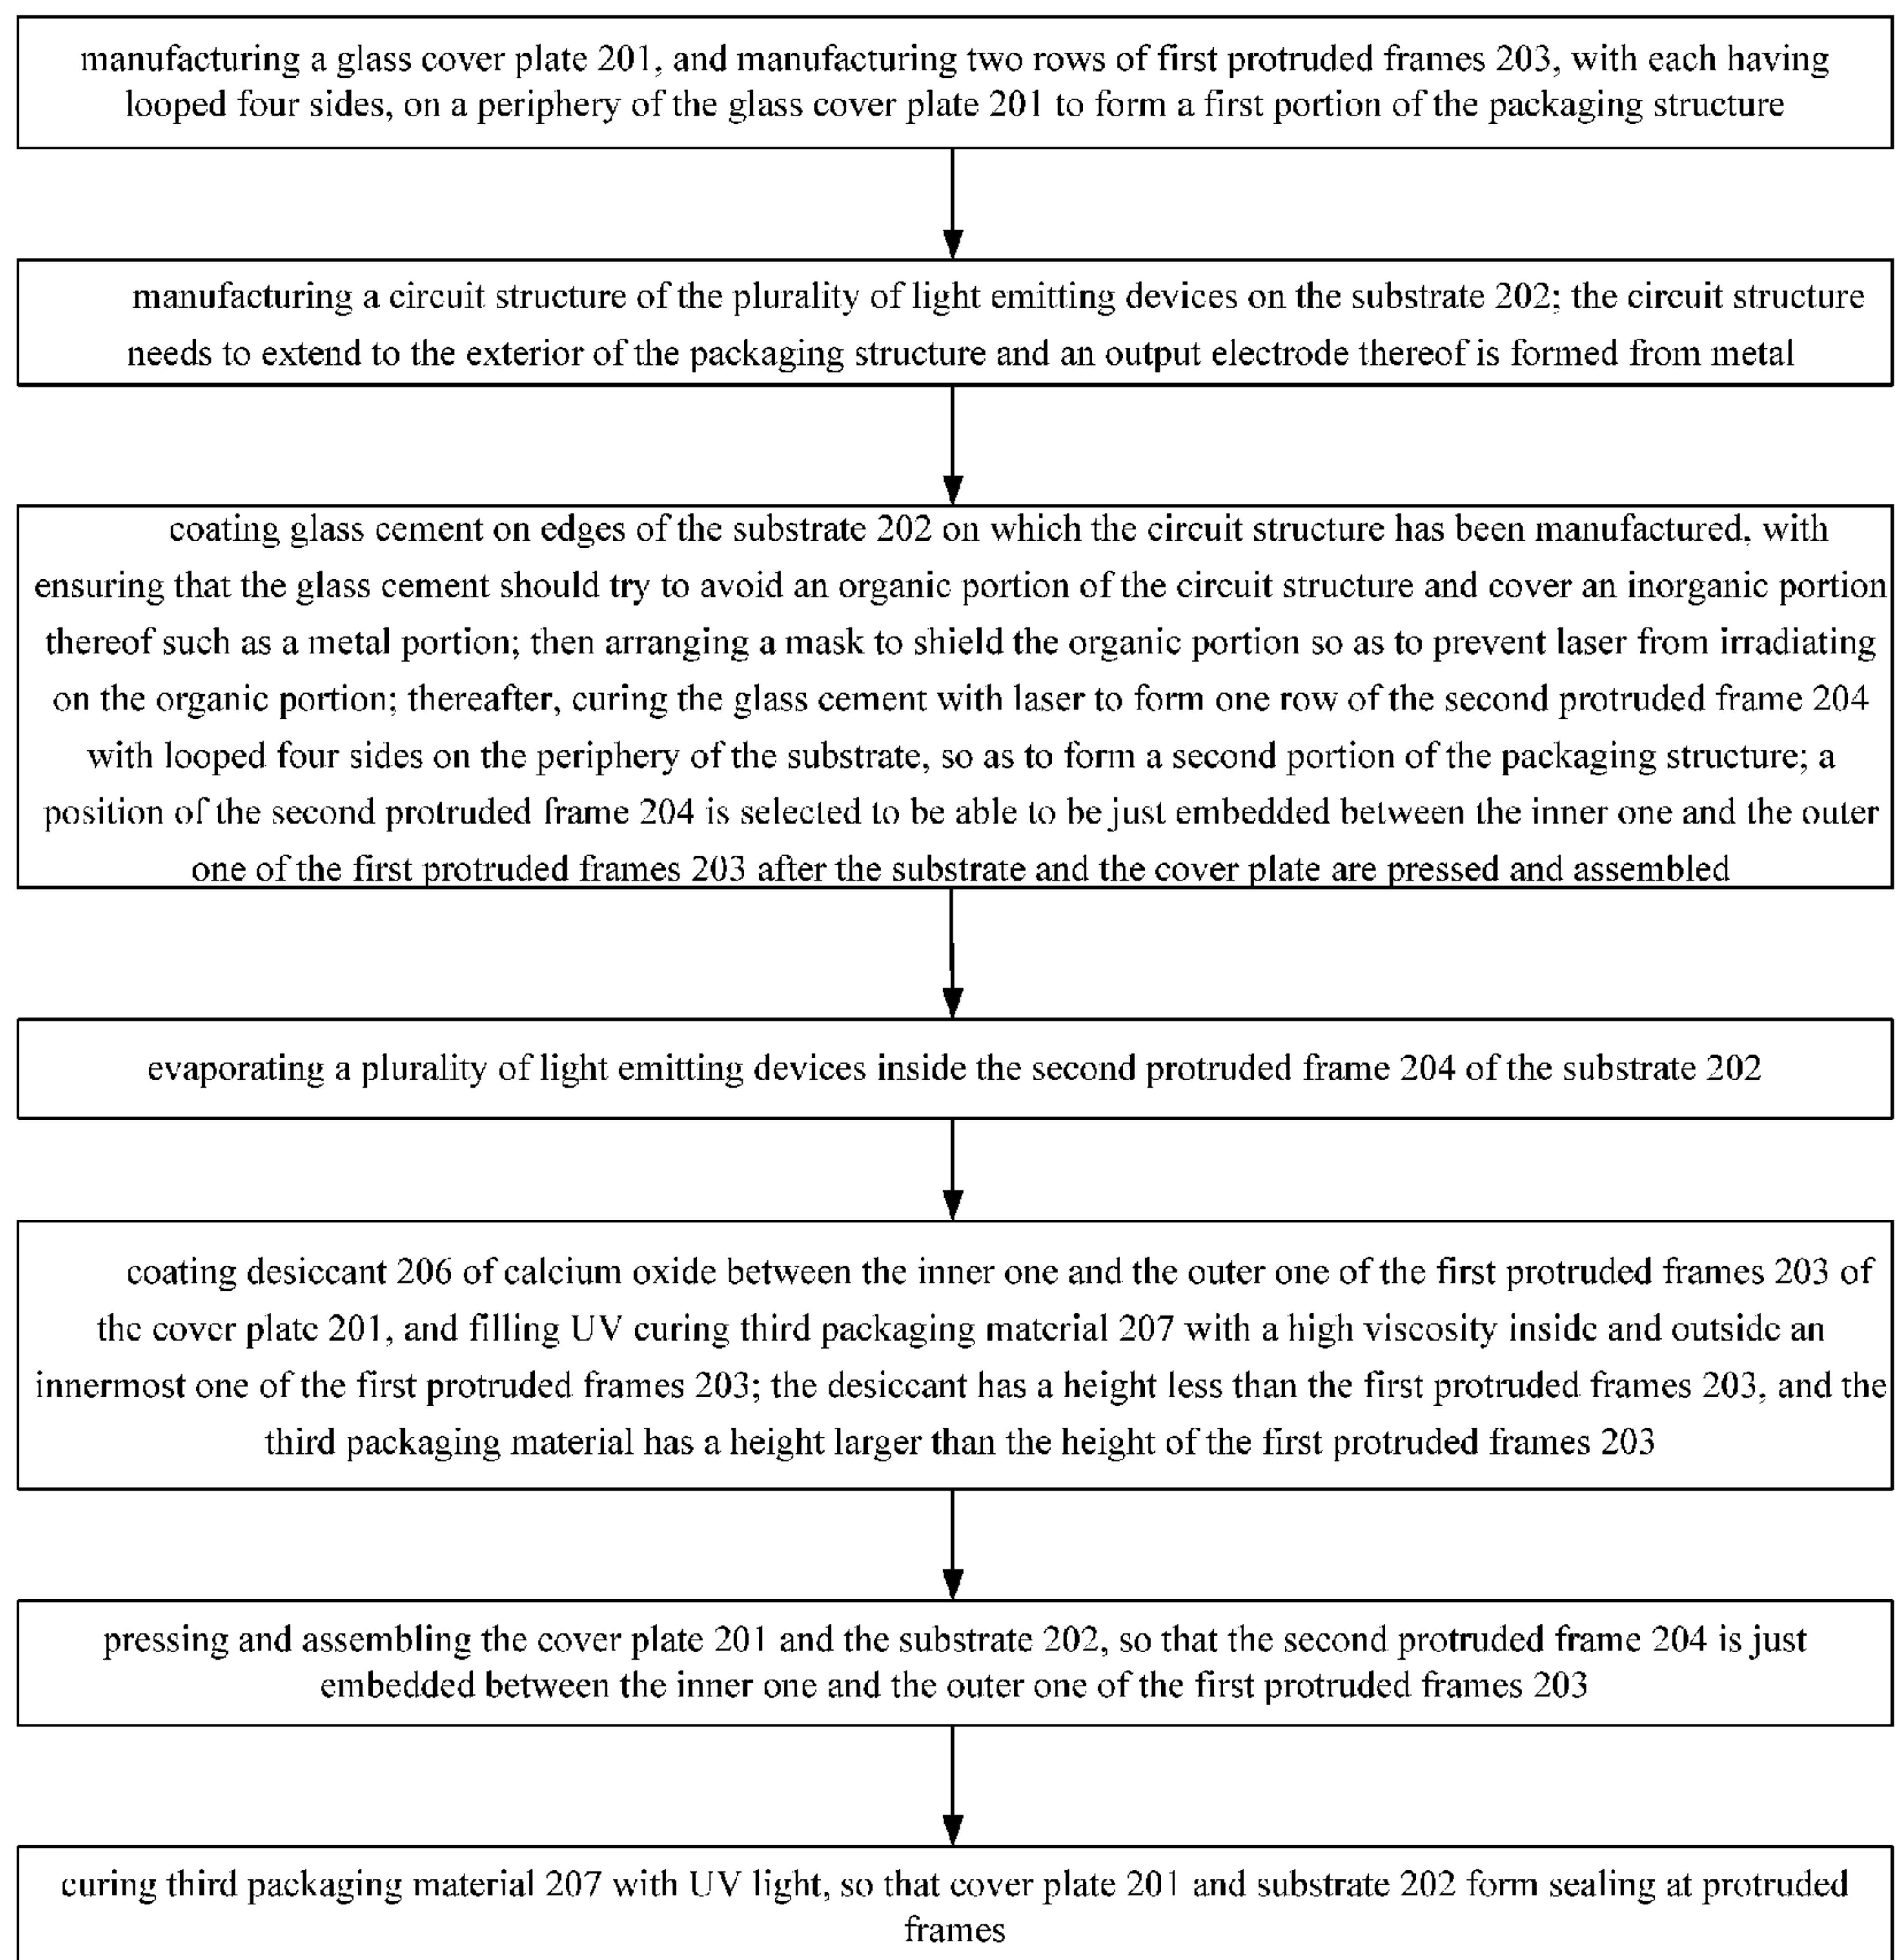 manufacturing a glass cover plate 201, and manufacturing two rows of first protruded frames 203, with each having
looped four sides, on a periphery of the glass cover plate 201 to form a first portion of the packaging structure
manufacturing a circuit structure of the plurality of light emitting devices on the substrate 202; the circuit structure
needs to extend to the exterior of the packaging structure and an output electrode thereof is formed from metal
coating glass cement on edges of the substrate 202 on which the circuit structure has been manufactured, with
ensuring that the glass cement should try to avoid an organic portion of the circuit structure and cover an inorganic portion
thereof such as a metal portion; then arranging a mask to shield the organic portion so as to prevent laser from irradiating
on the organic portion; thereafter, curing the glass cement with laser to form one row of the second protruded frame 204
with looped four sides on the periphery of the substrate, so as to form a second portion of the packaging structure; a
position of the second protruded frame 204 is selected to be able to be just embedded between the inner one and the outer
one of the first protruded frames 203 after the substrate and the cover plate are pressed and assembled
evaporating a plurality of light emitting devices inside the second protruded frame 204 of the substrate 202
coating desiccant 206 of calcium oxide between the inner one and the outer one of the first protruded frames 203 of
the cover plate 201, and filling UV curing third packaging material 207 with a high viscosity inside and outside an
innermost one of the first protruded frames 203; the desiccant has a height less than the first protruded frames 203, and the
third packaging material has a height larger than the height of the first protruded frames 203
pressing and assembling the cover plate 201 and the substrate 202, so that the second protruded frame 204 is just
embedded between the inner one and the outer one of the first protruded frames 203
curing third packaging material 207 with UV light, so that cover plate 201 and substrate 202 form sealing at protruded
frames